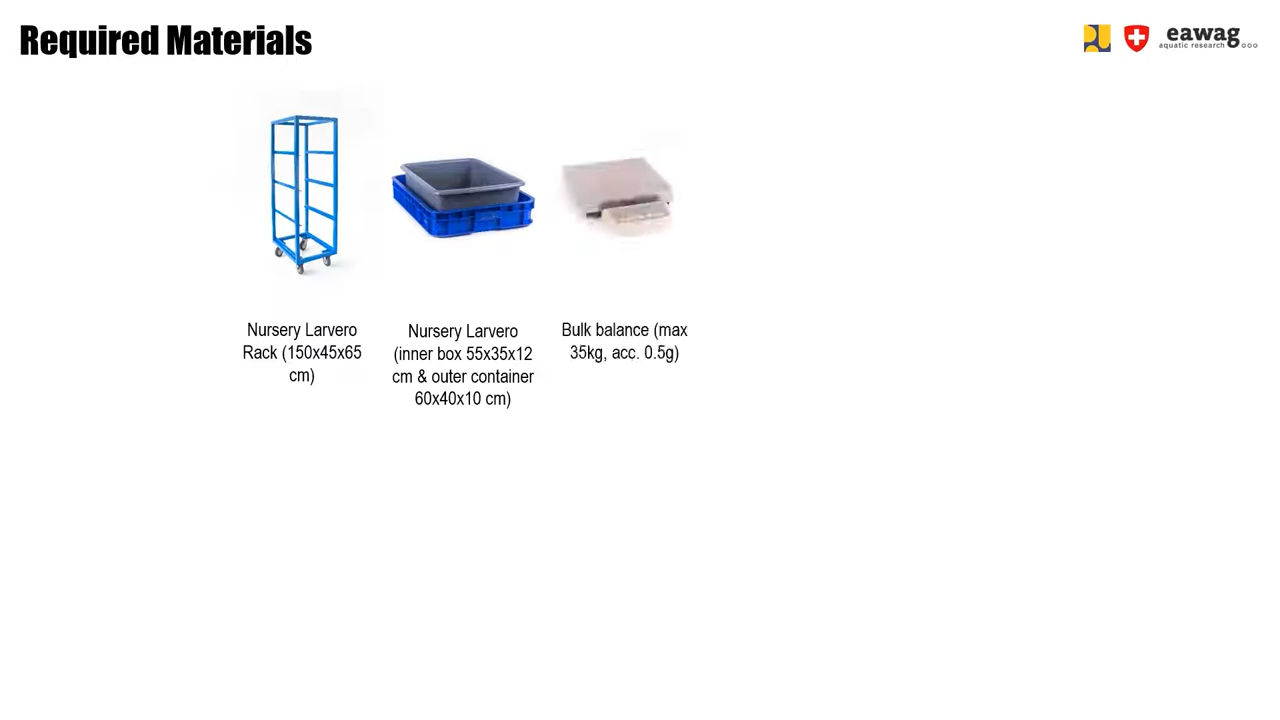 Required Materials
eawag
aquatic research
Nursery Larvero
Rack (150x45x65
cm)
Nursery Larvero
(inner box 55x35x12
cm & outer container
60x40x10 cm)
Bulk balance (max
35kg, acc. 0.5g)